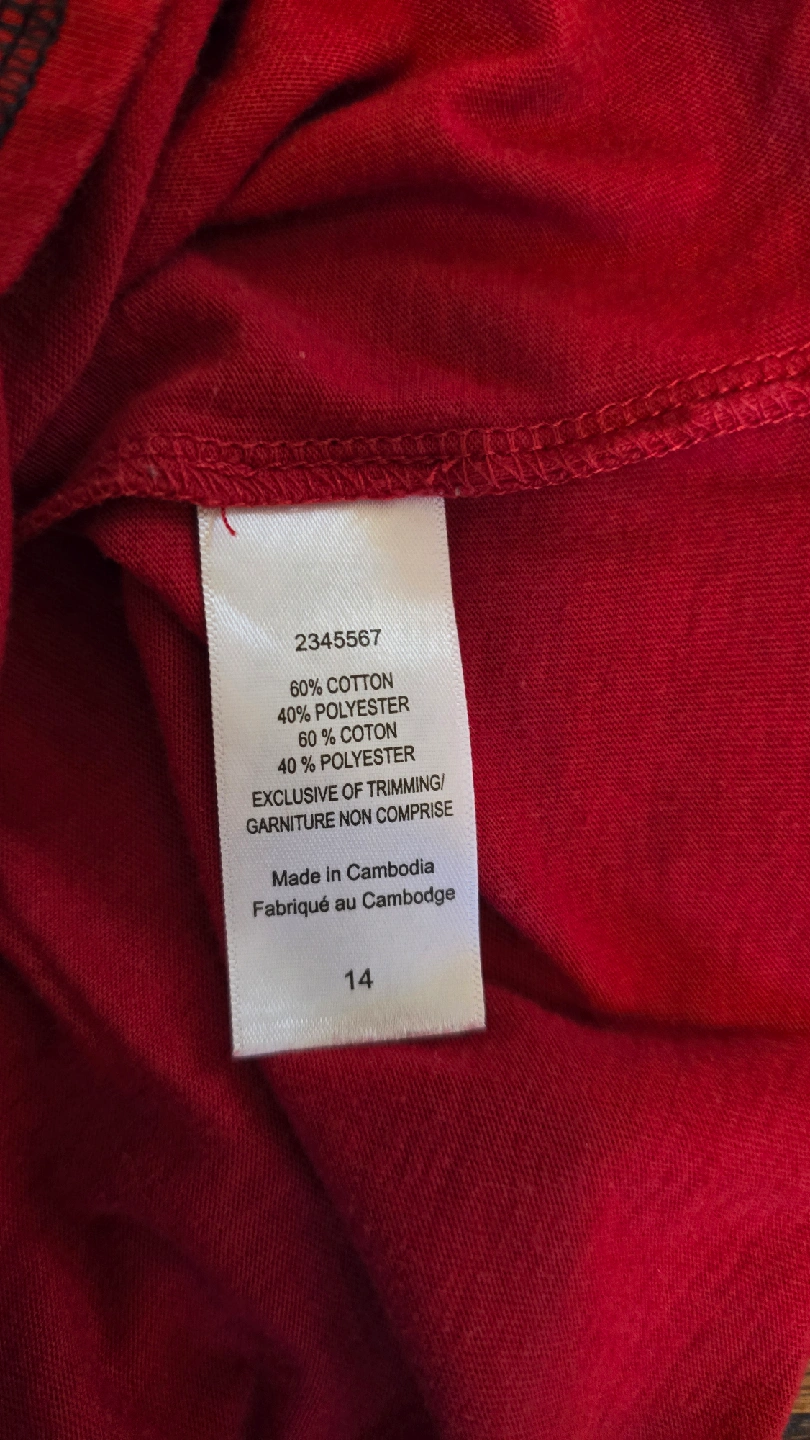 2345567
60% COTTON
40% POLYESTER
60 % COTON
40 % POLYESTER
EXCLUSIVE OF TRIMMING/
GARNITURE NON COMPRISE
Made in Cambodia
Fabriqué au Cambodge
14